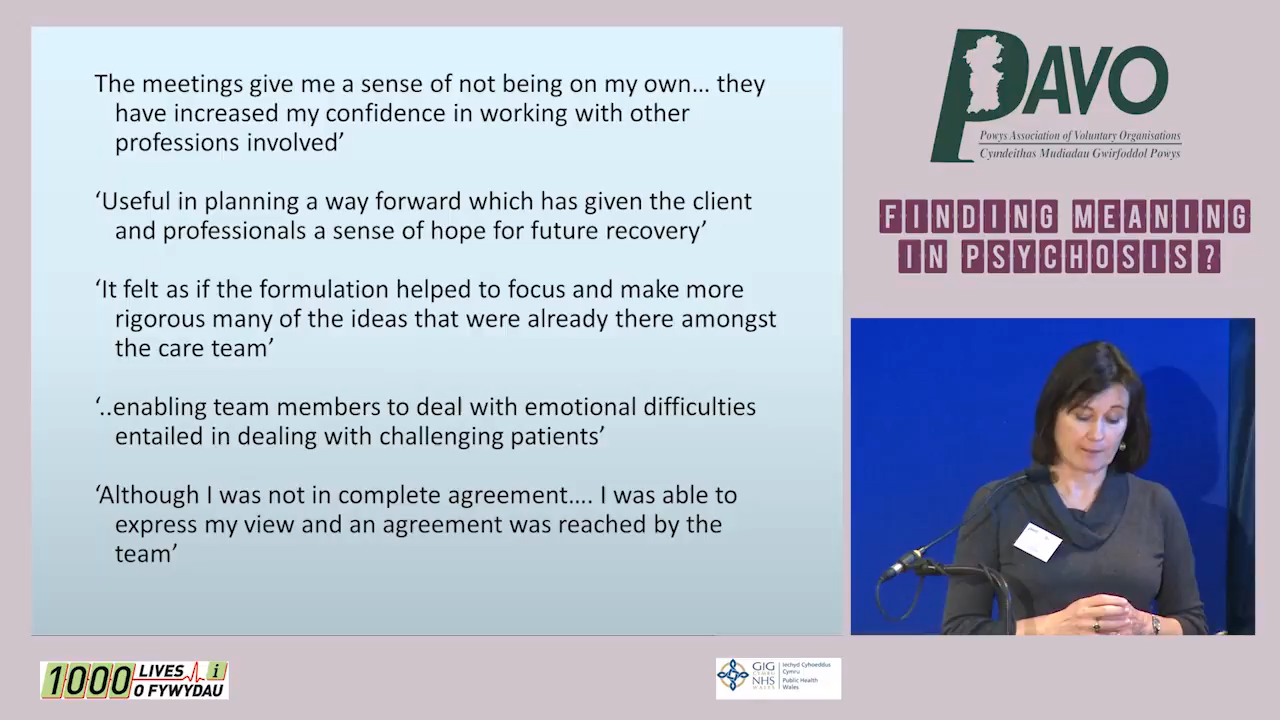 The meetings give me a sense of not being on my own... they
have increased my confidence in working with other
professions involved’
‘Useful in planning a way forward which has given the client
and professionals a sense of hope for future recovery’
‘It felt as if the formulation helped to focus and make more
rigorous many of the ideas that were already there amongst
the care team’
‘..enabling team members to deal with emotional difficulties
entailed in dealing with challenging patients’
‘Although I was not in complete agreement.... I was able to
express my view and an agreement was reached by the
team’
PAVO
Powys Association of Voluntary Organisations
Cymdeithas Mudiadau Gwirfoddol Powys
FINDING MEANING
IN PSYCHOSIS?
1000 LIVES i
O FYWYDAU
GIG
CYMRU
NHS
WALES
Iechyd Cyhoeddus
Cymru
Public Health
Wales